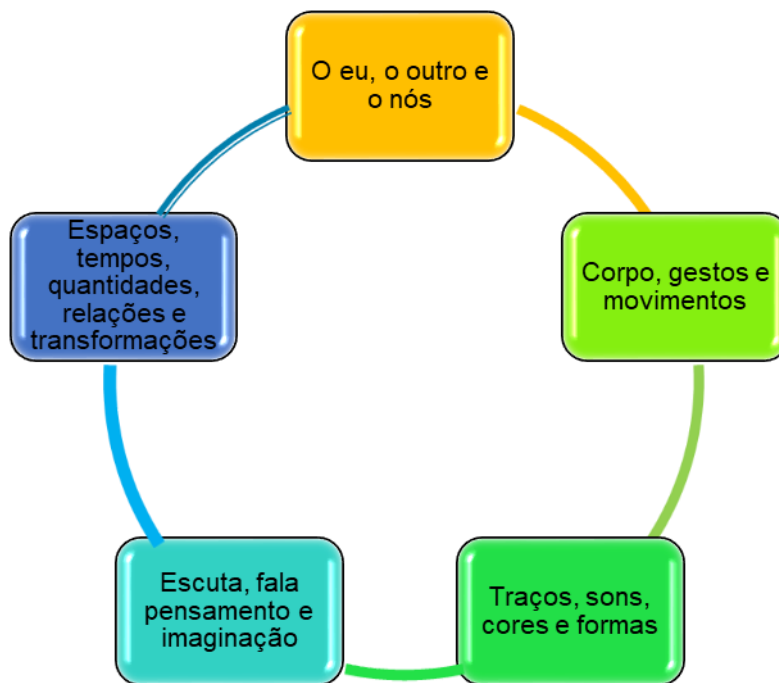 O eu, o outro e
o nós
Corpo, gestos e
movimentos
Traços, sons,
cores e formas
Escuta, fala
pensamento e
imaginação
Espaços,
tempos,
quantidades,
relações e
transformações